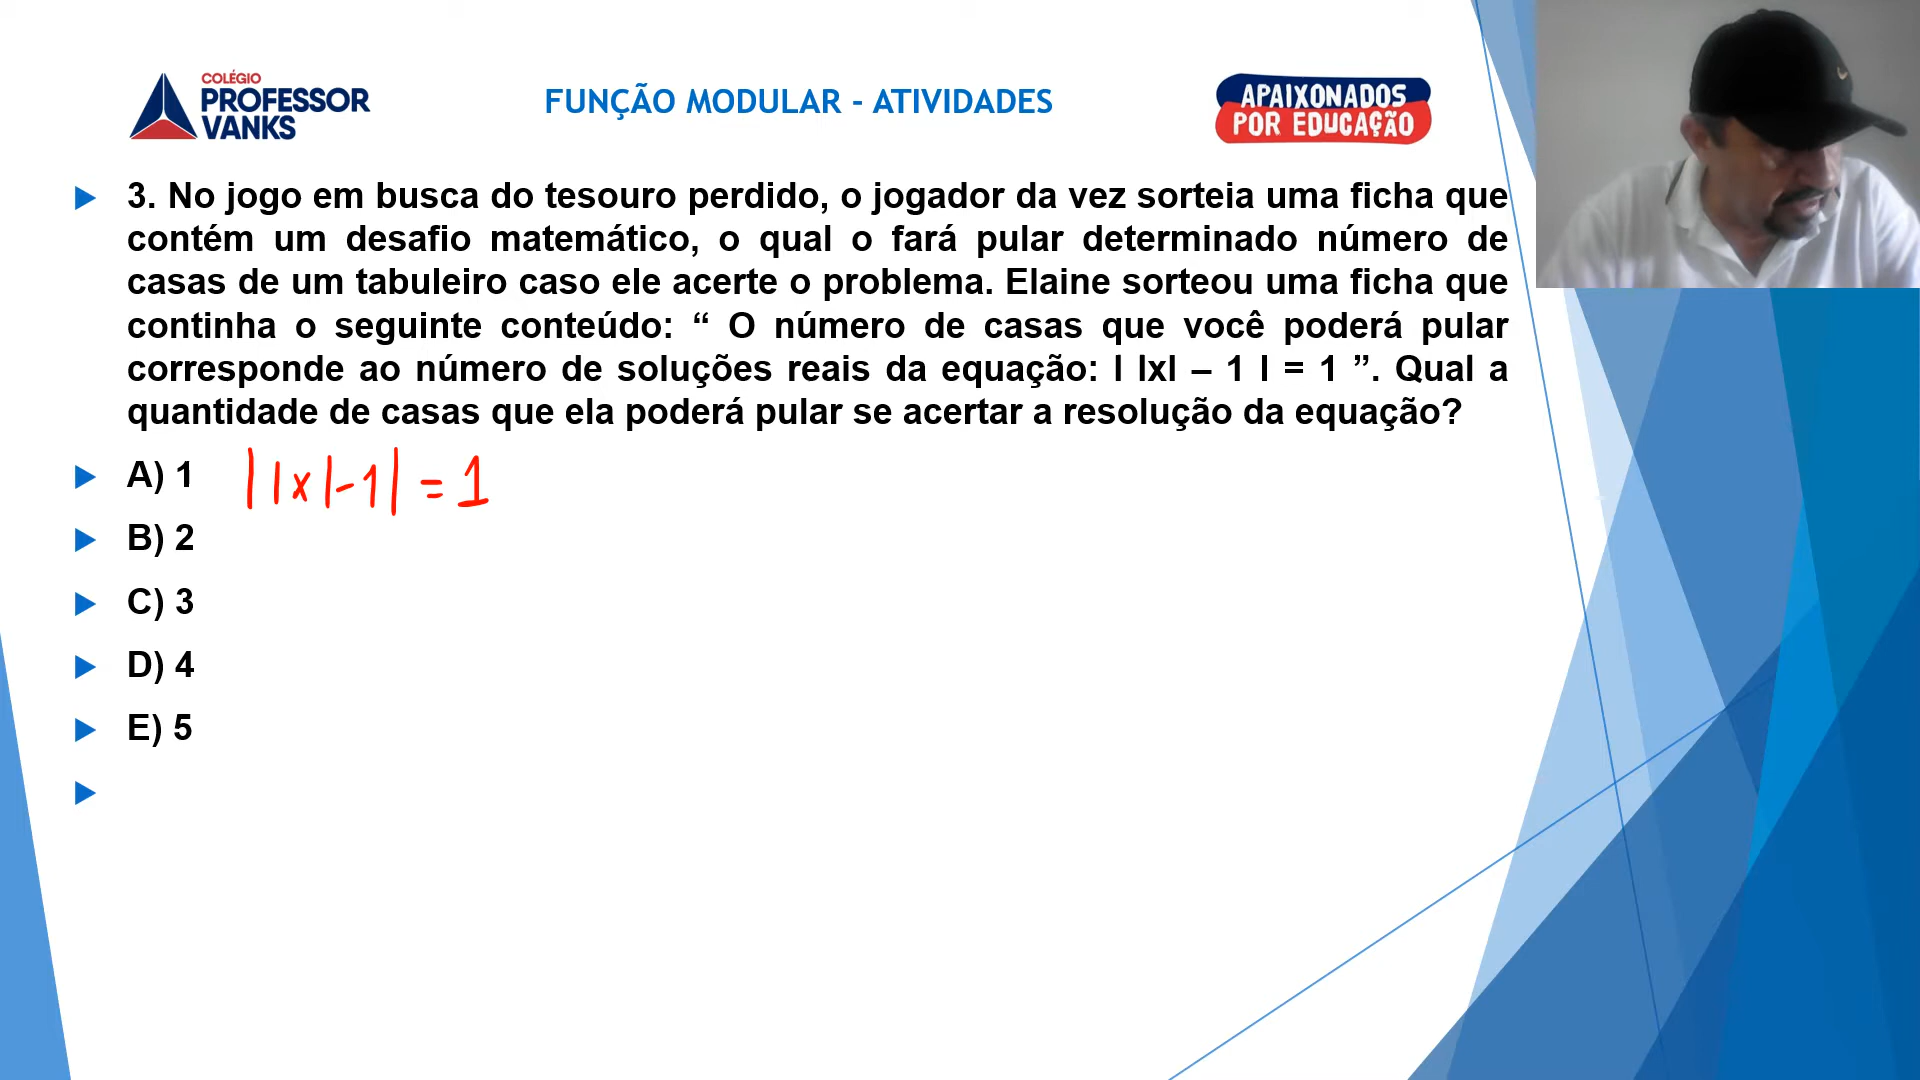 COLÉGIO
PROFESSOR
VANKS
FUNÇÃO MODULAR - ATIVIDADES
APAIXONADOS
POR EDUCAÇÃO
3. No jogo em busca do tesouro perdido, o jogador da vez sorteia uma ficha que
contém um desafio matemático, o qual o fará pular determinado número de
casas de um tabuleiro caso ele acerte o problema. Elaine sorteou uma ficha que
continha o seguinte conteúdo: “ O número de casas que você poderá pular
corresponde ao número de soluções reais da equação: l lxl – 1 l = 1 ”. Qual a
quantidade de casas que ela poderá pular se acertar a resolução da equação?
A) 1 | |x|-1| = 1
B) 2
C) 3
D) 4
E) 5